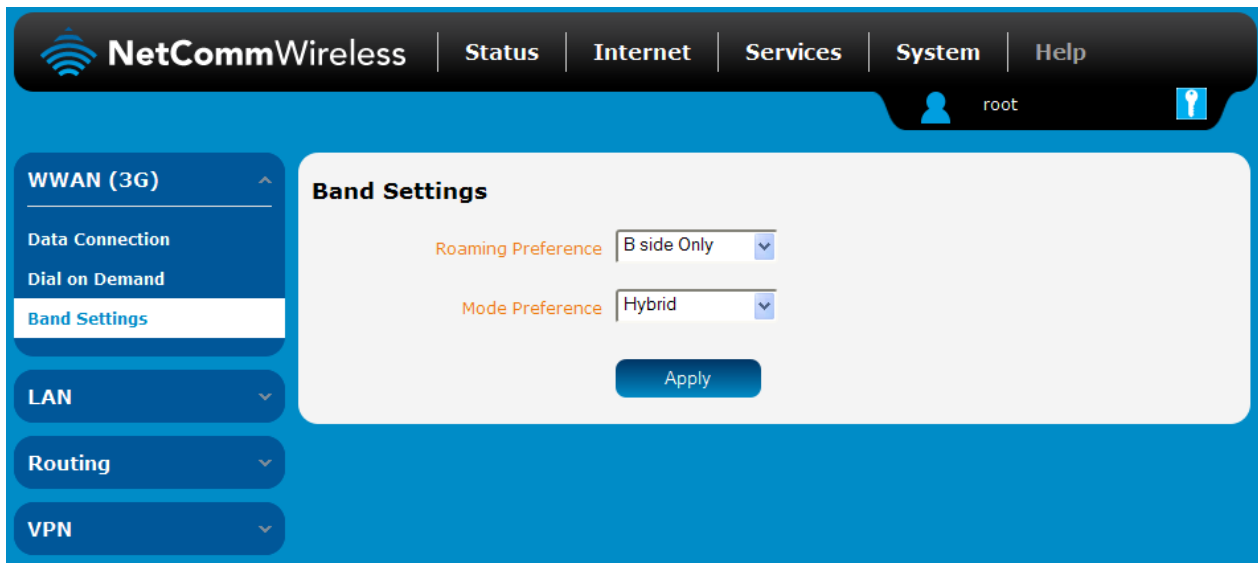 NetCommWireless Status Internet Services System Help
root
WWAN (3G)
Data Connection
Dial on Demand
Band Settings
LAN
Routing
VPN
Band Settings
Roaming Preference B side Only
Mode Preference Hybrid
Apply